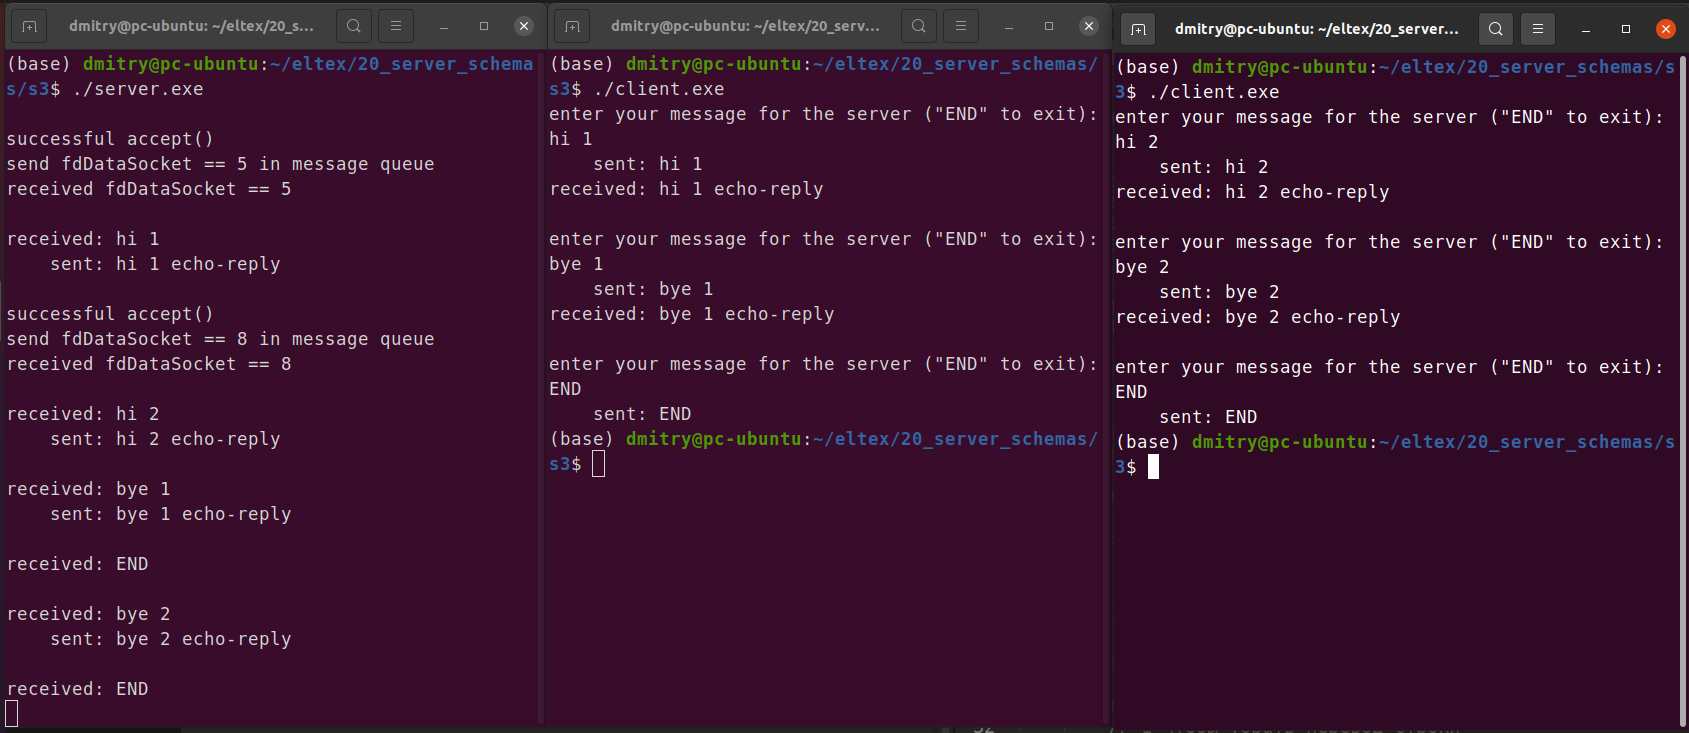 dmitry@pc-ubuntu: ~/eltex/20_s...
(base) dmitry@pc-ubuntu:~/eltex/20_server_schema
s/s3$ ./server.exe
successful accept()
send fdDataSocket == 5 in message queue
received fdDataSocket == 5
received: hi 1
sent: hi 1 echo-reply
successful accept()
send fdDataSocket == 8 in message queue
received fdDataSocket == 8
received: hi 2
sent: hi 2 echo-reply
received: bye 1
sent: bye 1 echo-reply
received: END
received: bye 2
sent: bye 2 echo-reply
received: END
dmitry@pc-ubuntu: ~/eltex/20_serv...
(base) dmitry@pc-ubuntu:~/eltex/20_server_schemas/
s3$ ./client.exe
enter your message for the server ("END" to exit):
hi 1
sent: hi 1
received: hi 1 echo-reply
enter your message for the server ("END" to exit):
bye 1
sent: bye 1
received: bye 1 echo-reply
enter your message for the server ("END" to exit):
END
sent: END
(base) dmitry@pc-ubuntu:~/eltex/20_server_schemas/
s3$
dmitry@pc-ubuntu: ~/eltex/20_server...
(base) dmitry@pc-ubuntu:~/eltex/20_server_schemas/s
3$ ./client.exe
enter your message for the server ("END" to exit):
hi 2
sent: hi 2
received: hi 2 echo-reply
enter your message for the server ("END" to exit):
bye 2
sent: bye 2
received: bye 2 echo-reply
enter your message for the server ("END" to exit):
END
sent: END
(base) dmitry@pc-ubuntu:~/eltex/20_server_schemas/s
3$